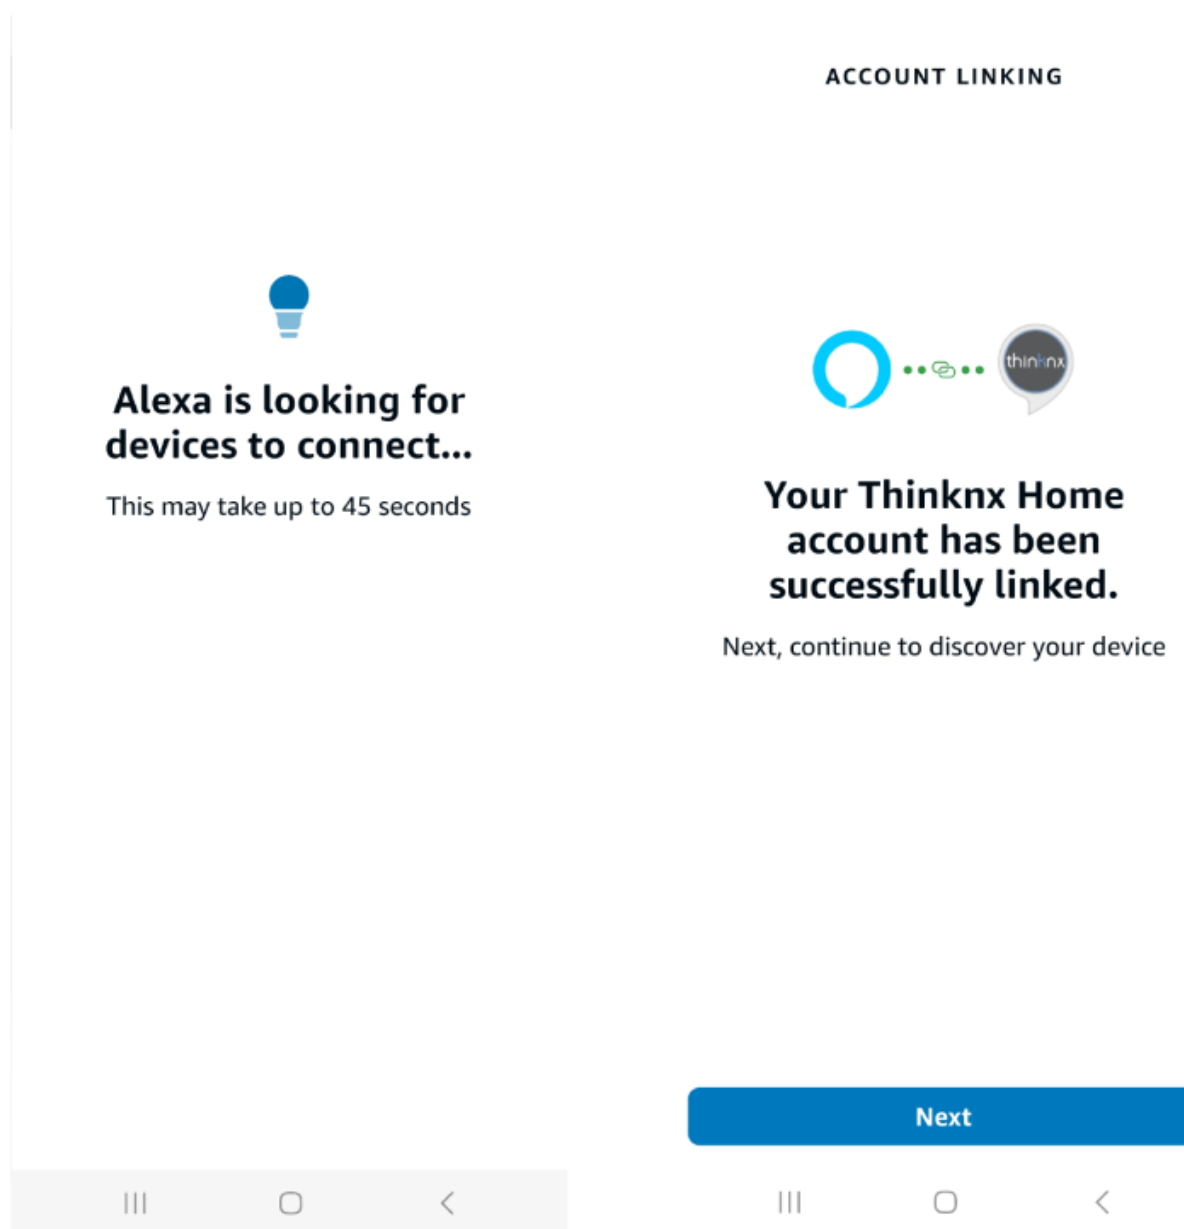 Alexa is looking for
devices to connect...
This may take up to 45 seconds
ACCOUNT LINKING
thinknx
Your Thinknx Home
account has been
successfully linked.
Next, continue to discover your device
Next